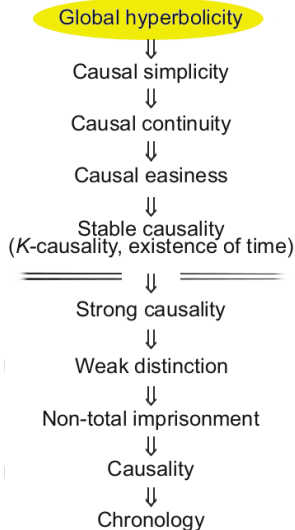 Global hyperbolicity
⇓
Causal simplicity
⇓
Causal continuity
⇓
Causal easiness
⇓
Stable causality
(K-causality, existence of time)
⇓
Strong causality
⇓
Weak distinction
⇓
Non-total imprisonment
⇓
Causality
⇓
Chronology